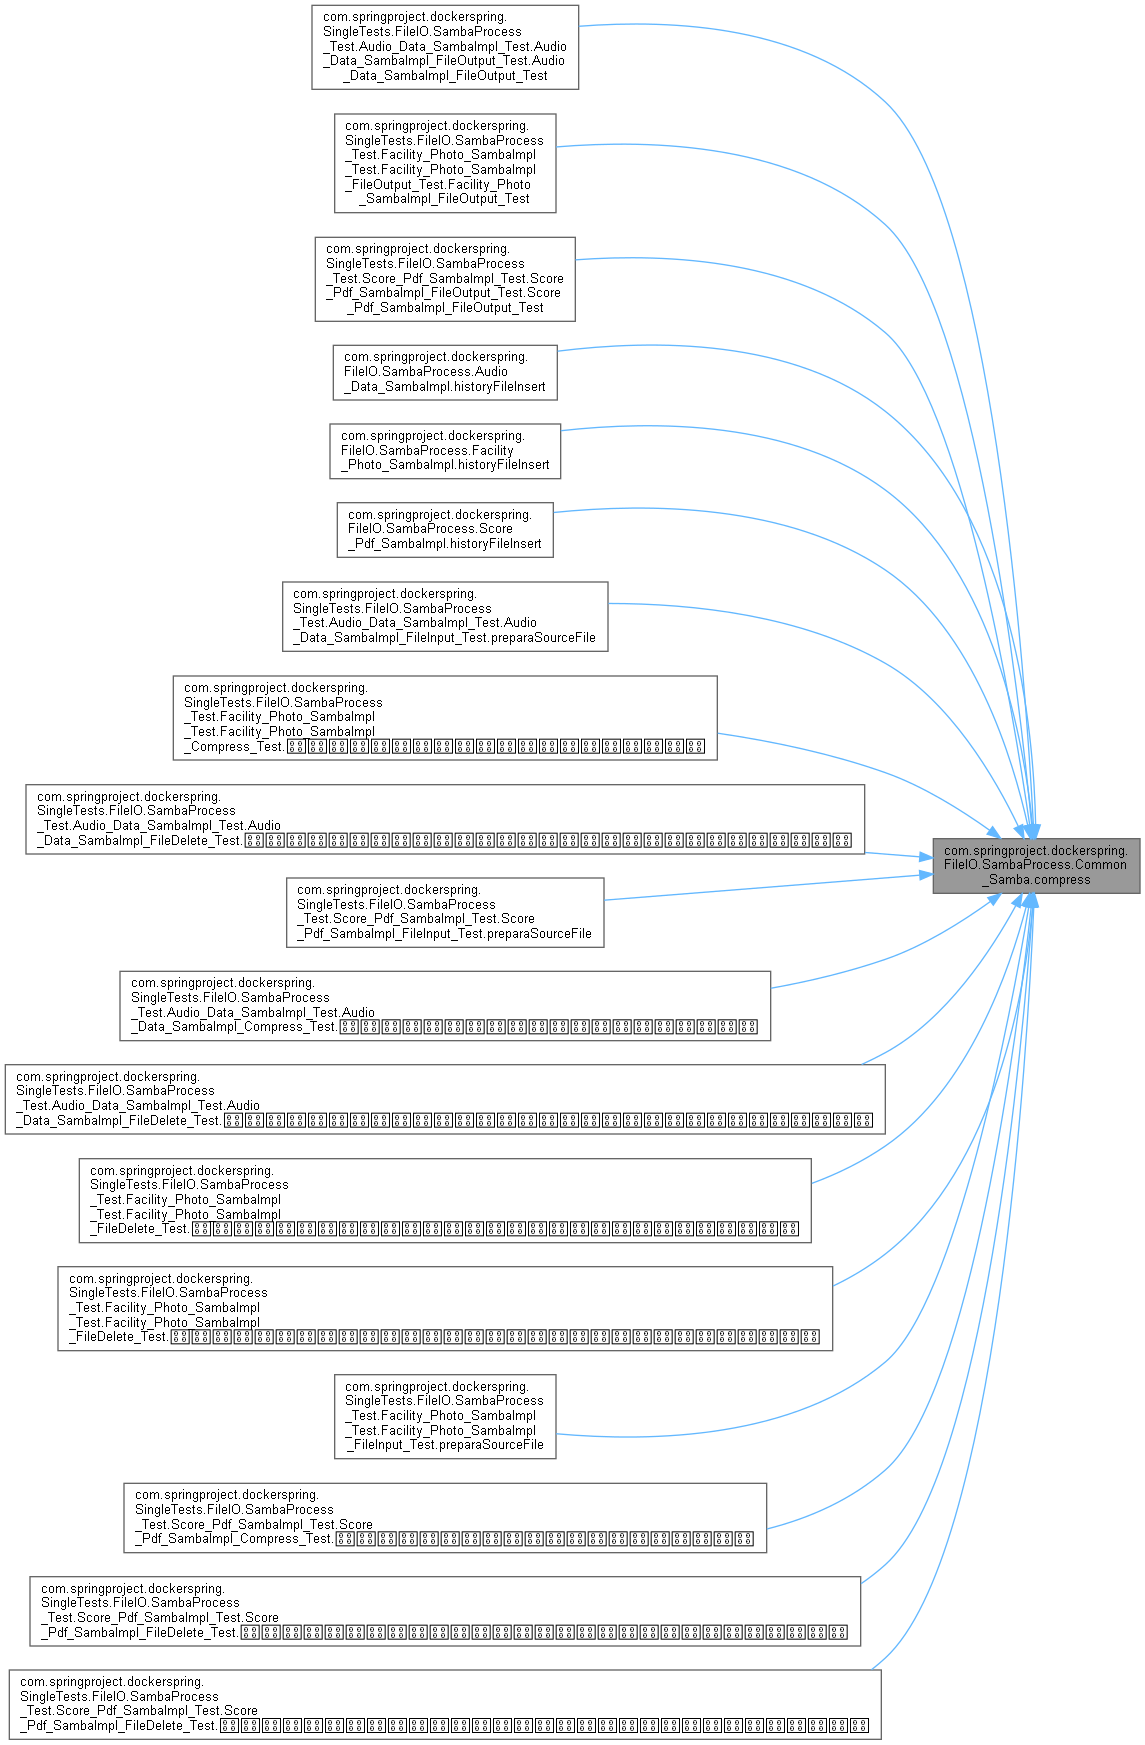 com.springproject.dockerspring.
SingleTests.FileIO.SambaProcess
_Test.Audio_Data_SambaImpl_Test.Audio
_Data_SambaImpl_FileOutput_Test.Audio
_Data_SambaImpl_FileOutput_Test
com.springproject.dockerspring.
SingleTests.FileIO.SambaProcess
_Test.Facility_Photo_SambaImpl
_Test.Facility_Photo_SambaImpl
_FileOutput_Test.Facility_Photo
_SambaImpl_FileOutput_Test
com.springproject.dockerspring.
SingleTests.FileIO.SambaProcess
_Test.Score_Pdf_SambaImpl_Test.Score
_Pdf_SambaImpl_FileOutput_Test.Score
_Pdf_SambaImpl_FileOutput_Test
com.springproject.dockerspring.
FileIO.SambaProcess.Audio
_Data_SambaImpl.historyFileInsert
com.springproject.dockerspring.
FileIO.SambaProcess.Facility
_Photo_SambaImpl.historyFileInsert
com.springproject.dockerspring.
FileIO.SambaProcess.Score
_Pdf_SambaImpl.historyFileInsert
com.springproject.dockerspring.
SingleTests.FileIO.SambaProcess
_Test.Audio_Data_SambaImpl_Test.Audio
_Data_SambaImpl_FileInput_Test.preparaSourceFile
com.springproject.dockerspring.
SingleTests.FileIO.SambaProcess
_Test.Facility_Photo_SambaImpl
_Test.Facility_Photo_SambaImpl
_Compress_Test.
com.springproject.dockerspring.
SingleTests.FileIO.SambaProcess
_Test.Audio_Data_SambaImpl_Test.Audio
_Data_SambaImpl_FileDelete_Test.
com.springproject.dockerspring.
FileIO.SambaProcess.Common
_Samba.compress
com.springproject.dockerspring.
SingleTests.FileIO.SambaProcess
_Test.Score_Pdf_SambaImpl_Test.Score
_Pdf_SambaImpl_FileInput_Test.preparaSourceFile
com.springproject.dockerspring.
SingleTests.FileIO.SambaProcess
_Test.Audio_Data_SambaImpl_Test.Audio
_Data_SambaImpl_Compress_Test.
com.springproject.dockerspring.
SingleTests.FileIO.SambaProcess
_Test.Audio_Data_SambaImpl_Test.Audio
_Data_SambaImpl_FileDelete_Test.
com.springproject.dockerspring.
SingleTests.FileIO.SambaProcess
_Test.Facility_Photo_SambaImpl
_Test.Facility_Photo_SambaImpl
_FileDelete_Test.
com.springproject.dockerspring.
SingleTests.FileIO.SambaProcess
_Test.Facility_Photo_SambaImpl
_Test.Facility_Photo_SambaImpl
_FileDelete_Test.
com.springproject.dockerspring.
SingleTests.FileIO.SambaProcess
_Test.Facility_Photo_SambaImpl
_Test.Facility_Photo_SambaImpl
_FileInput_Test.preparaSourceFile
com.springproject.dockerspring.
SingleTests.FileIO.SambaProcess
_Test.Score_Pdf_SambaImpl_Test.Score
_Pdf_SambaImpl_Compress_Test.
com.springproject.dockerspring.
SingleTests.FileIO.SambaProcess
_Test.Score_Pdf_SambaImpl_Test.Score
_Pdf_SambaImpl_FileDelete_Test.
com.springproject.dockerspring.
SingleTests.FileIO.SambaProcess
_Test.Score_Pdf_SambaImpl_Test.Score
_Pdf_SambaImpl_FileDelete_Test.